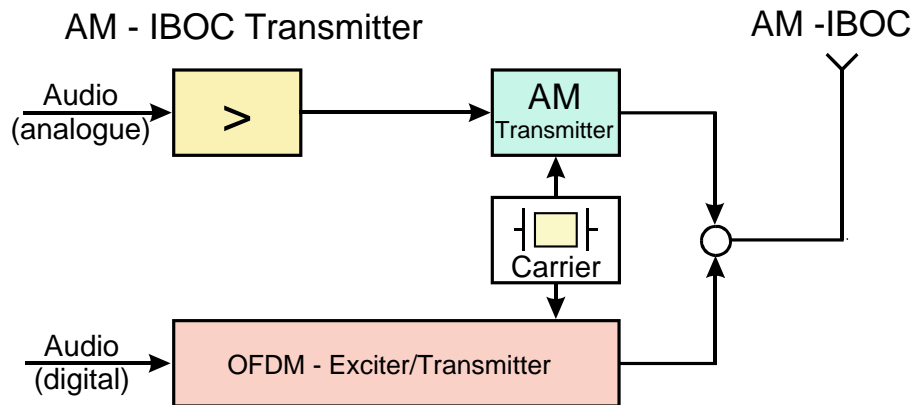 AM - IBOC Transmitter
AM -IBOC
Audio
(analogue)
>
AM
Transmitter
Carrier
Audio
(digital)
OFDM - Exciter/Transmitter